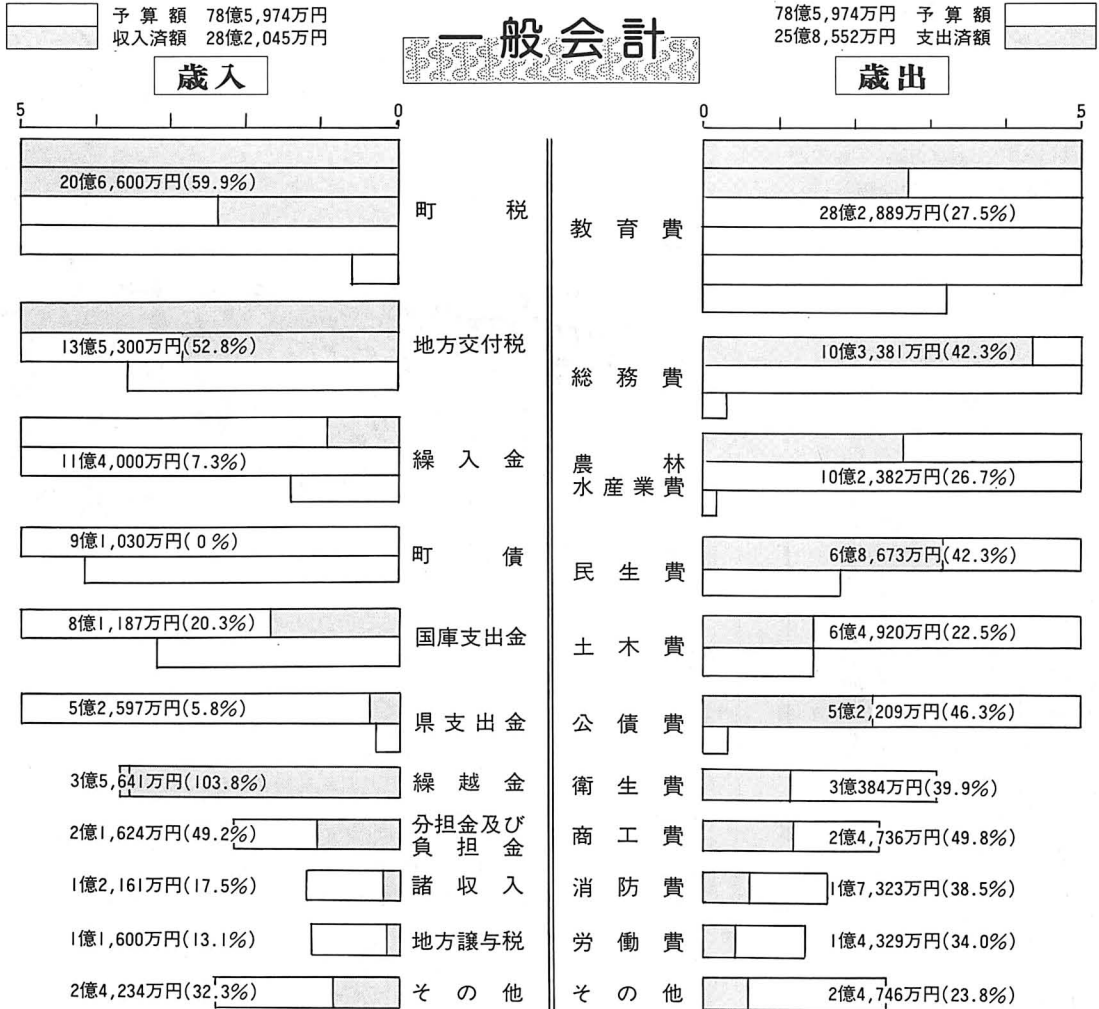 予算額 78億5,974万円
収入済額 28億2,045万円
一般会計
78億5,974万円 予算額
25億8,552万円 支出済額
歳入
歳出
5 0
0 5
20億6,600万円(59.9%)
町税
13億5,300万円(52.8%)
地方交付税
11億4,000万円(7.3%)
繰入金
9億1,030万円(0%)
町債
8億1,187万円(20.3%)
国庫支出金
5億2,597万円(5.8%)
県支出金
3億5,641万円(103.8%)
繰越金
2億1,624万円(49.2%)
分担金及び
負担金
1億2,161万円(17.5%)
諸収入
1億1,600万円(13.1%)
地方譲与税
2億4,234万円(32.3%)
その他
教育費
28億2,889万円(27.5%)
総務費
10億3,381万円(42.3%)
農林
水産業費
10億2,382万円(26.7%)
民生費
6億8,673万円(42.3%)
土木費
6億4,920万円(22.5%)
公債費
5億2,209万円(46.3%)
衛生費
3億384万円(39.9%)
商工費
2億4,736万円(49.8%)
消防費
1億7,323万円(38.5%)
労働費
1億4,329万円(34.0%)
その他
2億4,746万円(23.8%)